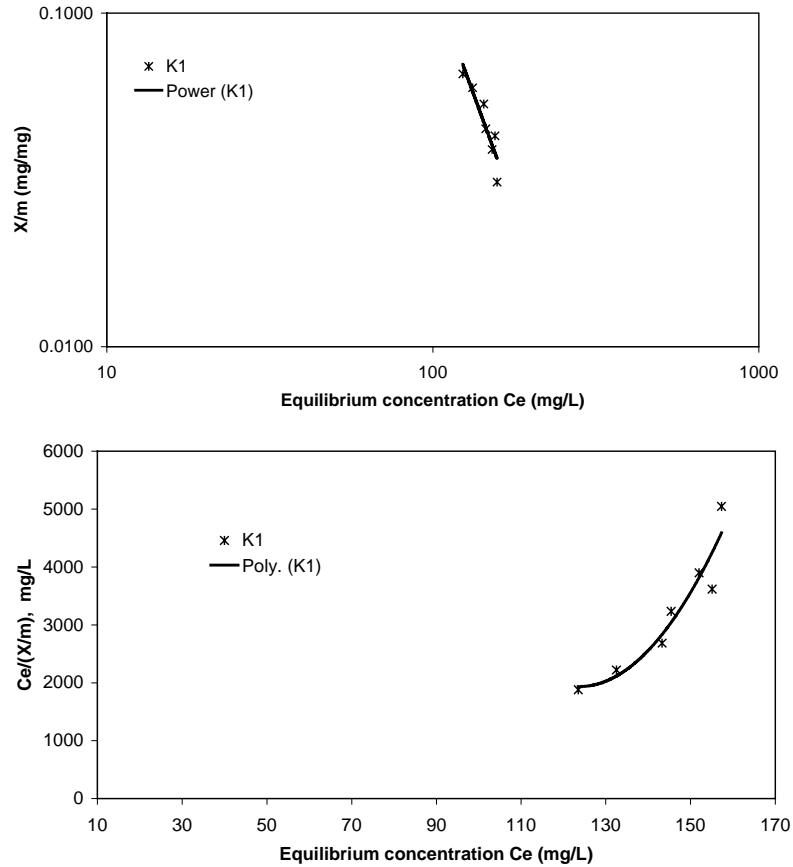 0.1000
K1
Power (K1)
X/m (mg/mg)
0.0100
10
100
1000
Equilibrium concentration Ce (mg/L)
6000
5000
K1
4000
Poly. (K1)
Ce/(X/m), mg/L
3000
2000
1000
0
10 30 50 70 90 110 130 150 170
Equilibrium concentration Ce (mg/L)